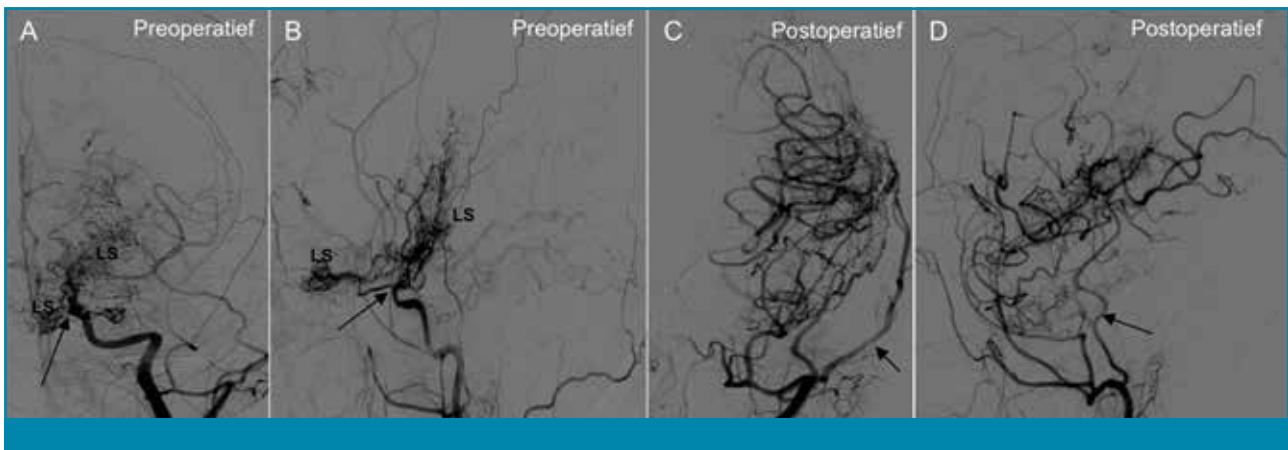 A Preoperatief
B Preoperatief
C Postoperatief
D Postoperatief
LS
LS
LS
LS